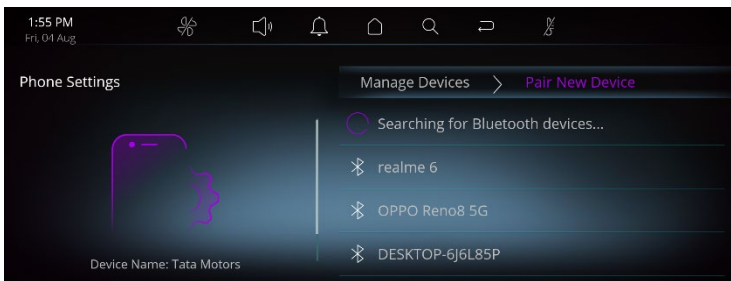 1:55 PM
Fri, 04 Aug
Phone Settings
Manage Devices
Pair New Device
Searching for Bluetooth devices...
realme 6
OPPO Reno8 5G
DESKTOP-6J6L85P
Device Name: Tata Motors